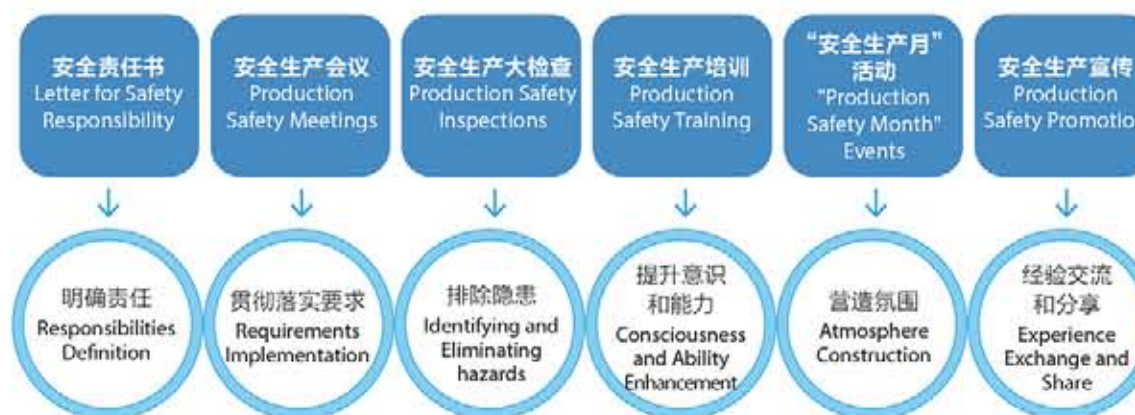 安全责任书
Letter for Safety
Responsibility
安全生产会议
Production
Safety Meetings
安全生产大检查
Production Safety
Inspections
安全生产培训
Production
Safety Training
“安全生产月”
活动
"Production
Safety Month"
Events
安全生产宣传
Production
Safety Promotio
明确责任
Responsibilities
Definition
贯彻落实要求
Requirements
Implementation
排除隐患
Identifying and
Eliminating
hazards
提升意识
和能力
Consciousness
and Ability
Enhancement
营造氛围
Atmosphere
Construction
经验交流
和分享
Experience
Exchange and
Share